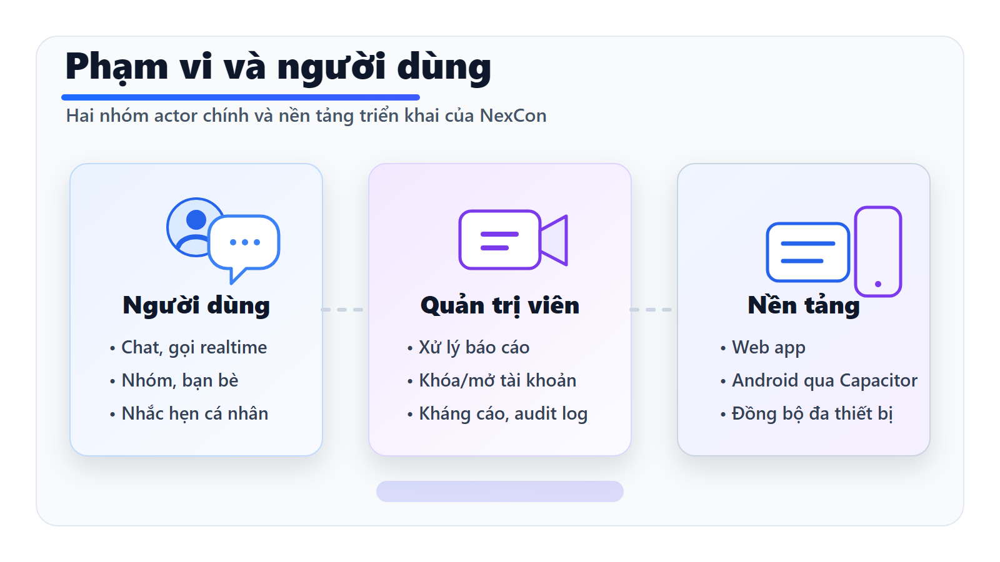 Phạm vi và người dùng
Hai nhóm actor chính và nền tảng triển khai của NexCon
Người dùng
• Chat, gọi realtime
• Nhóm, bạn bè
• Nhắc hẹn cá nhân
Quản trị viên
• Xử lý báo cáo
• Khóa/mở tài khoản
• Kháng cáo, audit log
Nền tảng
• Web app
• Android qua Capacitor
• Đồng bộ đa thiết bị